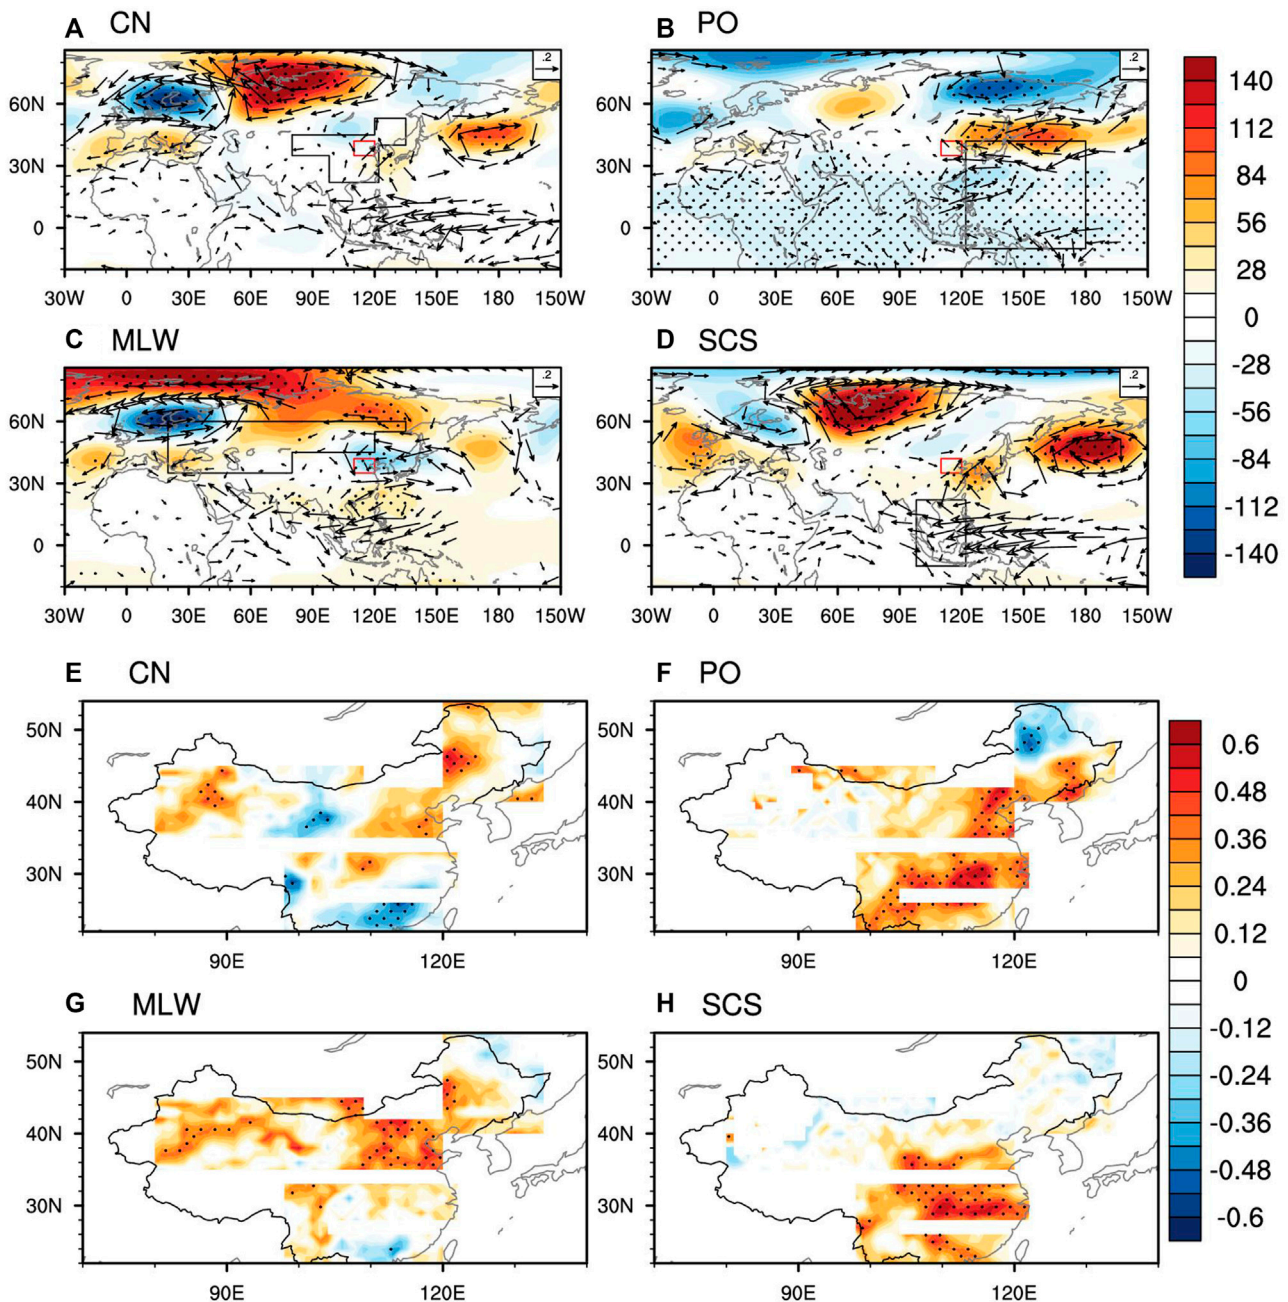 A CN
B PO
.2
.2
60N
30N
0
60N
30N
0
30W 0 30E 60E 90E 120E 150E 180 150W
30W 0 30E 60E 90E 120E 150E 180 150W
C MLW
D SCS
.2
.2
60N
30N
0
60N
30N
0
30W 0 30E 60E 90E 120E 150E 180 150W
30W 0 30E 60E 90E 120E 150E 180 150W
140
112
84
56
28
0
-28
-56
-84
-112
-140
E CN
F PO
50N
40N
30N
50N
40N
30N
90E 120E
90E 120E
G MLW
H SCS
50N
40N
30N
50N
40N
30N
90E 120E
90E 120E
0.6
0.48
0.36
0.24
0.12
0
-0.12
-0.24
-0.36
-0.48
-0.6